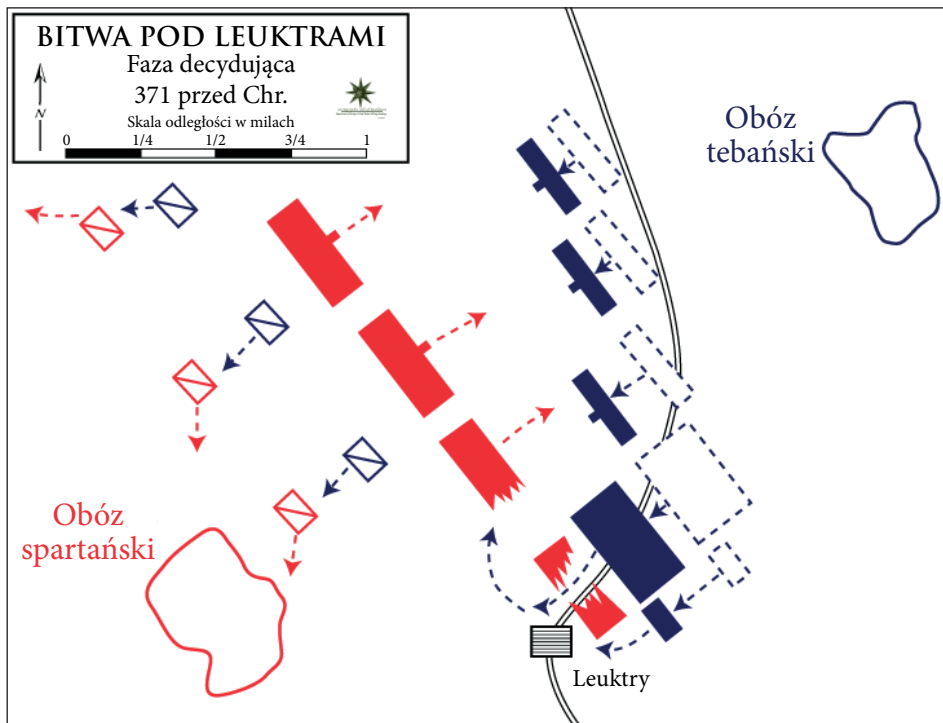 BITWA POD LEUKTRAMI
Faza decydująca
371 przed Chr.
Skala odległości w milach
N
0 1/4 1/2 3/4 1
Obóz
tebański
Obóz
spartański
Leuktry